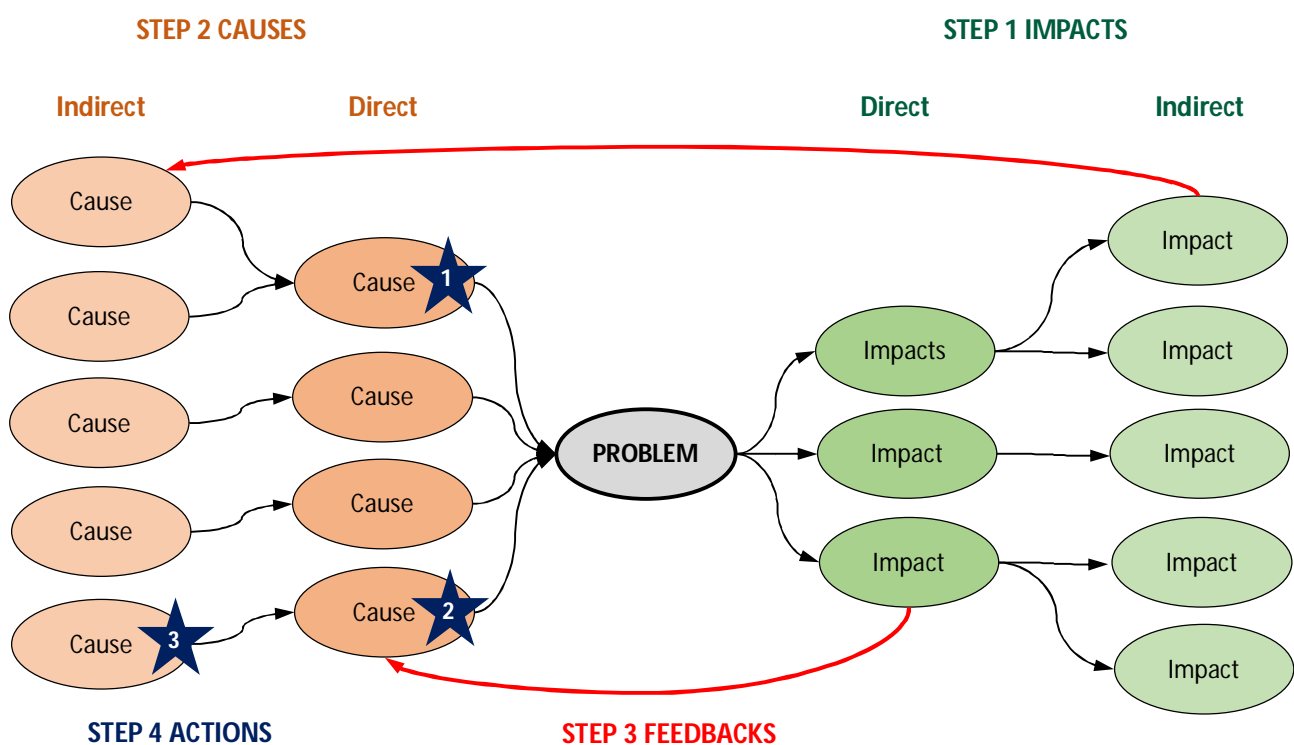 STEP 2 CAUSES
STEP 1 IMPACTS
Indirect
Direct
Direct
Indirect
Cause
Cause
Cause
Cause
Cause
Cause
1
Cause
Cause
Cause
2
3
PROBLEM
Impacts
Impact
Impact
Impact
Impact
Impact
Impact
Impact
STEP 4 ACTIONS
STEP 3 FEEDBACKS